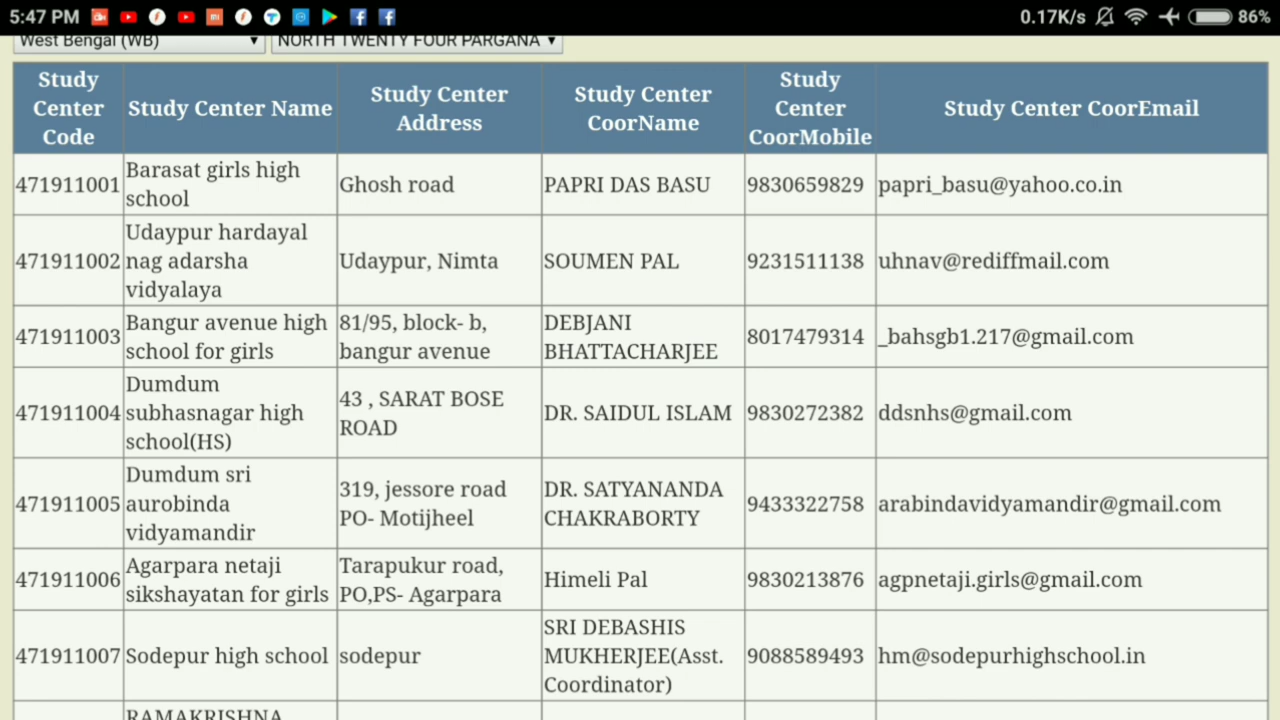 5:47 PM 0.17K/s 86%
West Bengal (WB) NORTH TWENTY FOUR PARGANA
Study Center Code Study Center Name Study Center Address Study Center CoorName Study Center CoorMobile Study Center CoorEmail
471911001 Barasat girls high school Ghosh road PAPRI DAS BASU 9830659829 papri_basu@yahoo.co.in
471911002 Udaypur hardayal nag adarsha vidyalaya Udaypur, Nimta SOUMEN PAL 9231511138 uhnav@rediffmail.com
471911003 Bangur avenue high school for girls 81/95, block- b, bangur avenue DEBJANI BHATTACHARJEE 8017479314 _bahsgb1.217@gmail.com
471911004 Dumdum subhasnagar high school(HS) 43 , SARAT BOSE ROAD DR. SAIDUL ISLAM 9830272382 ddsnhs@gmail.com
471911005 Dumdum sri aurobinda vidyamandir 319, jessore road PO- Motijheel DR. SATYANANDA CHAKRABORTY 9433322758 arabindavidyamandir@gmail.com
471911006 Agarpara netaji sikshayatan for girls Tarapukur road, PO,PS- Agarpara Himeli Pal 9830213876 agpnetaji.girls@gmail.com
471911007 Sodepur high school sodepur SRI DEBASHIS MUKHERJEE(Asst. Coordinator) 9088589493 hm@sodepurhighschool.in
RAMAKRISHNA